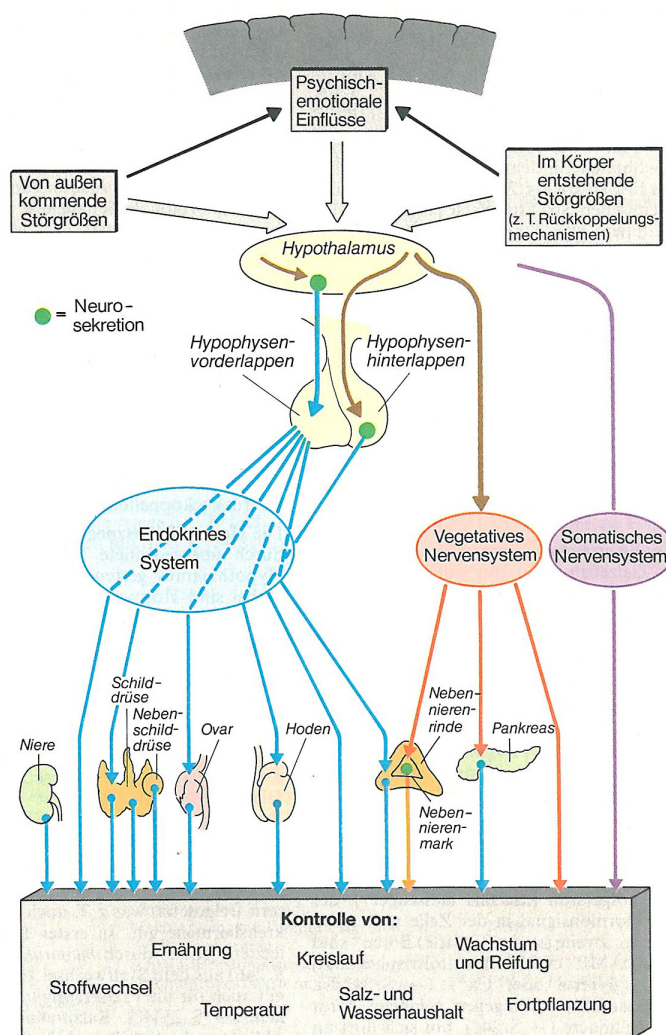 Psychisch-
emotionale
Einflüsse
Von außen
kommende
Störgrößen
Im Körper
entstehende
Störgrößen
(z. T. Rückkoppelungs-
mechanismen)
Hypothalamus
= Neuro-
sekretion
Hypophysen-
vorderlappen
Hypophysen-
hinterlappen
Endokrines
System
Vegetatives
Nervensystem
Somatisches
Nervensystem
Niere
Schild-
drüse
Neben-
schild-
drüse
Ovar
Hoden
Neben-
nieren-
rinde
Pankreas
Neben-
nieren-
mark
Kontrolle von:
Ernährung
Kreislauf
Wachstum
und Reifung
Stoffwechsel
Temperatur
Salz- und
Wasserhaushalt
Fortpflanzung